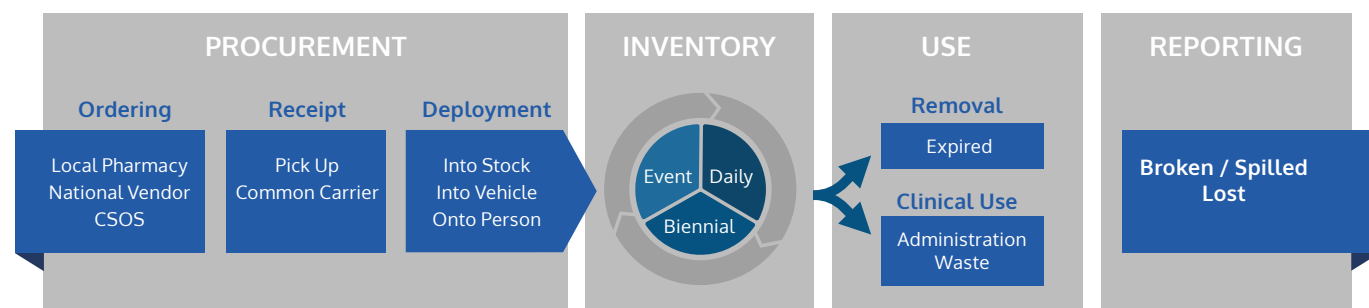 PROCUREMENT
Ordering
Local Pharmacy
National Vendor
CSOS
Receipt
Pick Up
Common Carrier
Deployment
Into Stock
Into Vehicle
Onto Person
INVENTORY
Event
Daily
Biennial
USE
Removal
Expired
Clinical Use
Administration
Waste
REPORTING
Broken / Spilled
Lost